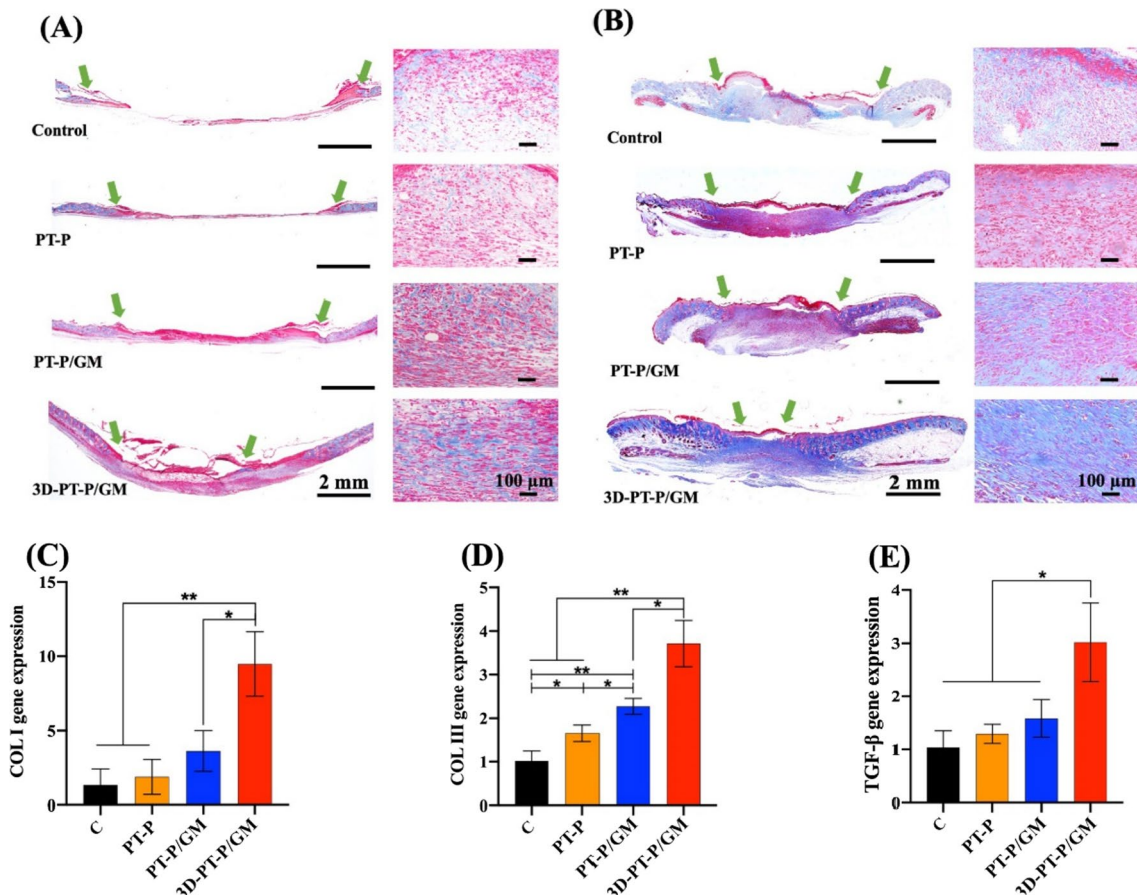 (A)
Control
PT-P
PT-P/GM
3D-PT-P/GM
2 mm
100 µm
(B)
Control
PT-P
PT-P/GM
3D-PT-P/GM
2 mm
100 µm
(C)
COL I gene expression
15
10
5
0
**
*
C
PT-P
PT-P/GM
3D-PT-P/GM
(D)
COL III gene expression
5
4
3
2
1
0
**
*
**
*
*
C
PT-P
PT-P/GM
3D-PT-P/GM
(E)
TGF-β gene expression
4
3
2
1
0
*
C
PT-P
PT-P/GM
3D-PT-P/GM